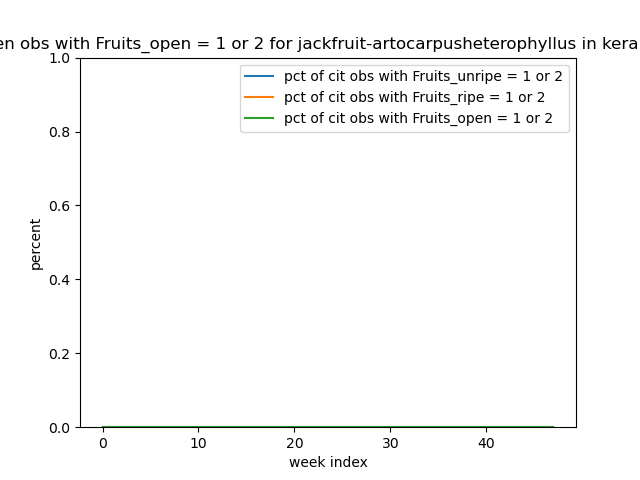 en obs with Fruits_open = 1 or 2 for jackfruit-artocarpusheterophyllus in kera
pct of cit obs with Fruits_unripe = 1 or 2
pct of cit obs with Fruits_ripe = 1 or 2
pct of cit obs with Fruits_open = 1 or 2
percent
1.0
0.8
0.6
0.4
0.2
0.0
0 10 20 30 40
week index